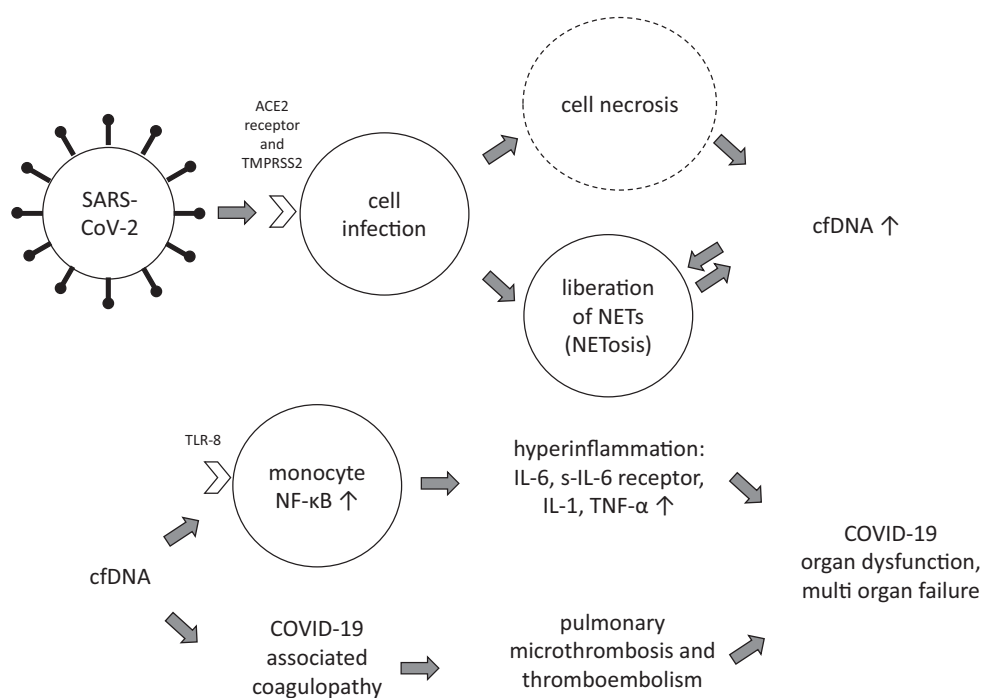 ACE2
receptor
and
TMPRSS2
SARS-
CoV-2
cell
infection
cell necrosis
liberation
of NETs
(NETosis)
cfDNA ↑
cfDNA
TLR-8
monocyte
NF-κB ↑
hyperinflammation:
IL-6, s-IL-6 receptor,
IL-1, TNF-α ↑
COVID-19
associated
coagulopathy
pulmonary
microthrombosis and
thromboembolism
COVID-19
organ dysfunction,
multi organ failure